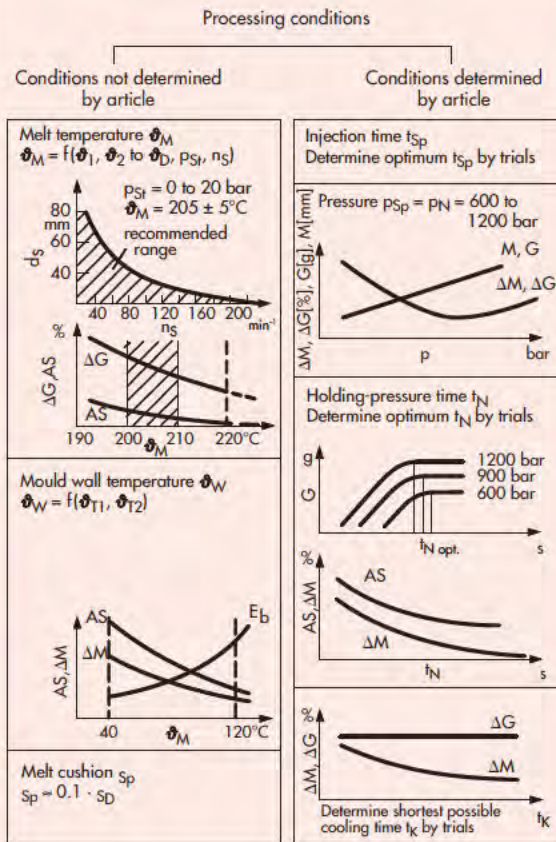 Processing conditions
Conditions not determined
by article
Conditions determined
by article
Melt temperature ϑM
ϑM = f(ϑ1, ϑ2 to ϑD, pSt, nS)
pSt = 0 to 20 bar
ϑM = 205 ± 5°C
recommended
range
80
mm
60
40
dS
40 80 120 160 200
nS
min⁻¹
%
ΔG,AS
ΔG
AS
190 200 210 220°C
ϑM
Mould wall temperature ϑW
ϑW = f(ϑT1, ϑT2)
AS
ΔM
Eb
AS,ΔM
40 120°C
ϑM
Melt cushion sp
sp ≈ 0.1 · sD
Injection time tSp
Determine optimum tSp by trials
Pressure pSp = pN = 600 to
1200 bar
ΔM, ΔG[%], G[g], M[mm]
M, G
ΔM, ΔG
p bar
Holding-pressure time tN
Determine optimum tN by trials
g
G
1200 bar
900 bar
600 bar
tN opt. s
%
AS,ΔM
AS
ΔM
tN s
%
ΔM, ΔG
ΔG
ΔM
Determine shortest possible
cooling time tK by trials
tK